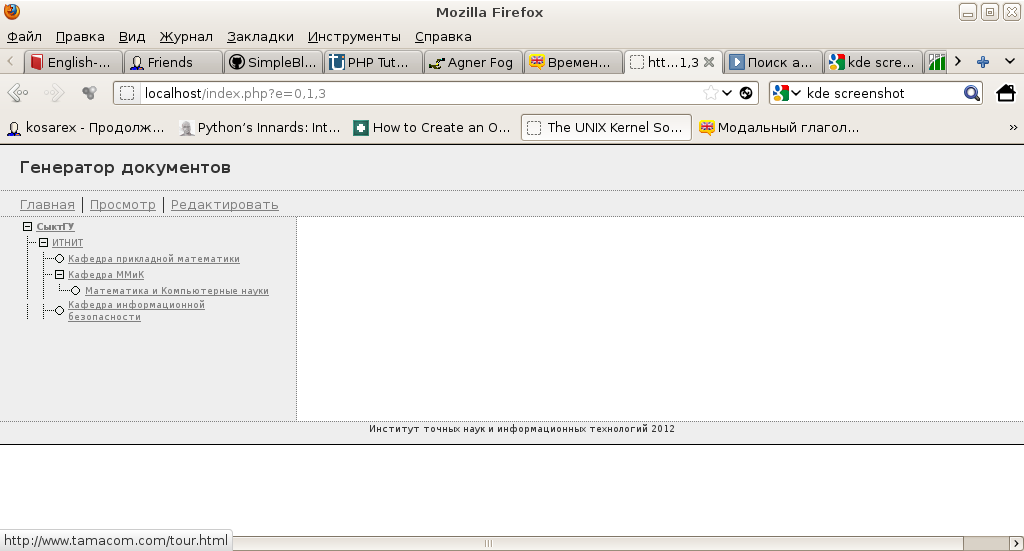 Mozilla Firefox
Файл Правка Вид Журнал Закладки Инструменты Справка
English-... Friends SimpleBl... PHP Tut... Agner Fog Времен... htt...1,3 Поиск а... kde scre...
localhost/index.php?e=0,1,3 kde screenshot
kosarex - Продолж... Python’s Innards: Int... How to Create an O... The UNIX Kernel So... Модальный глагол... »
Генератор документов
Главная Просмотр Редактировать
СыктГУ
ИТНИТ
Кафедра прикладной математики
Кафедра ММиК
Математика и Компьютерные науки
Кафедра информационной
безопасности
Институт точных наук и информационных технологий 2012
http://www.tamacom.com/tour.html